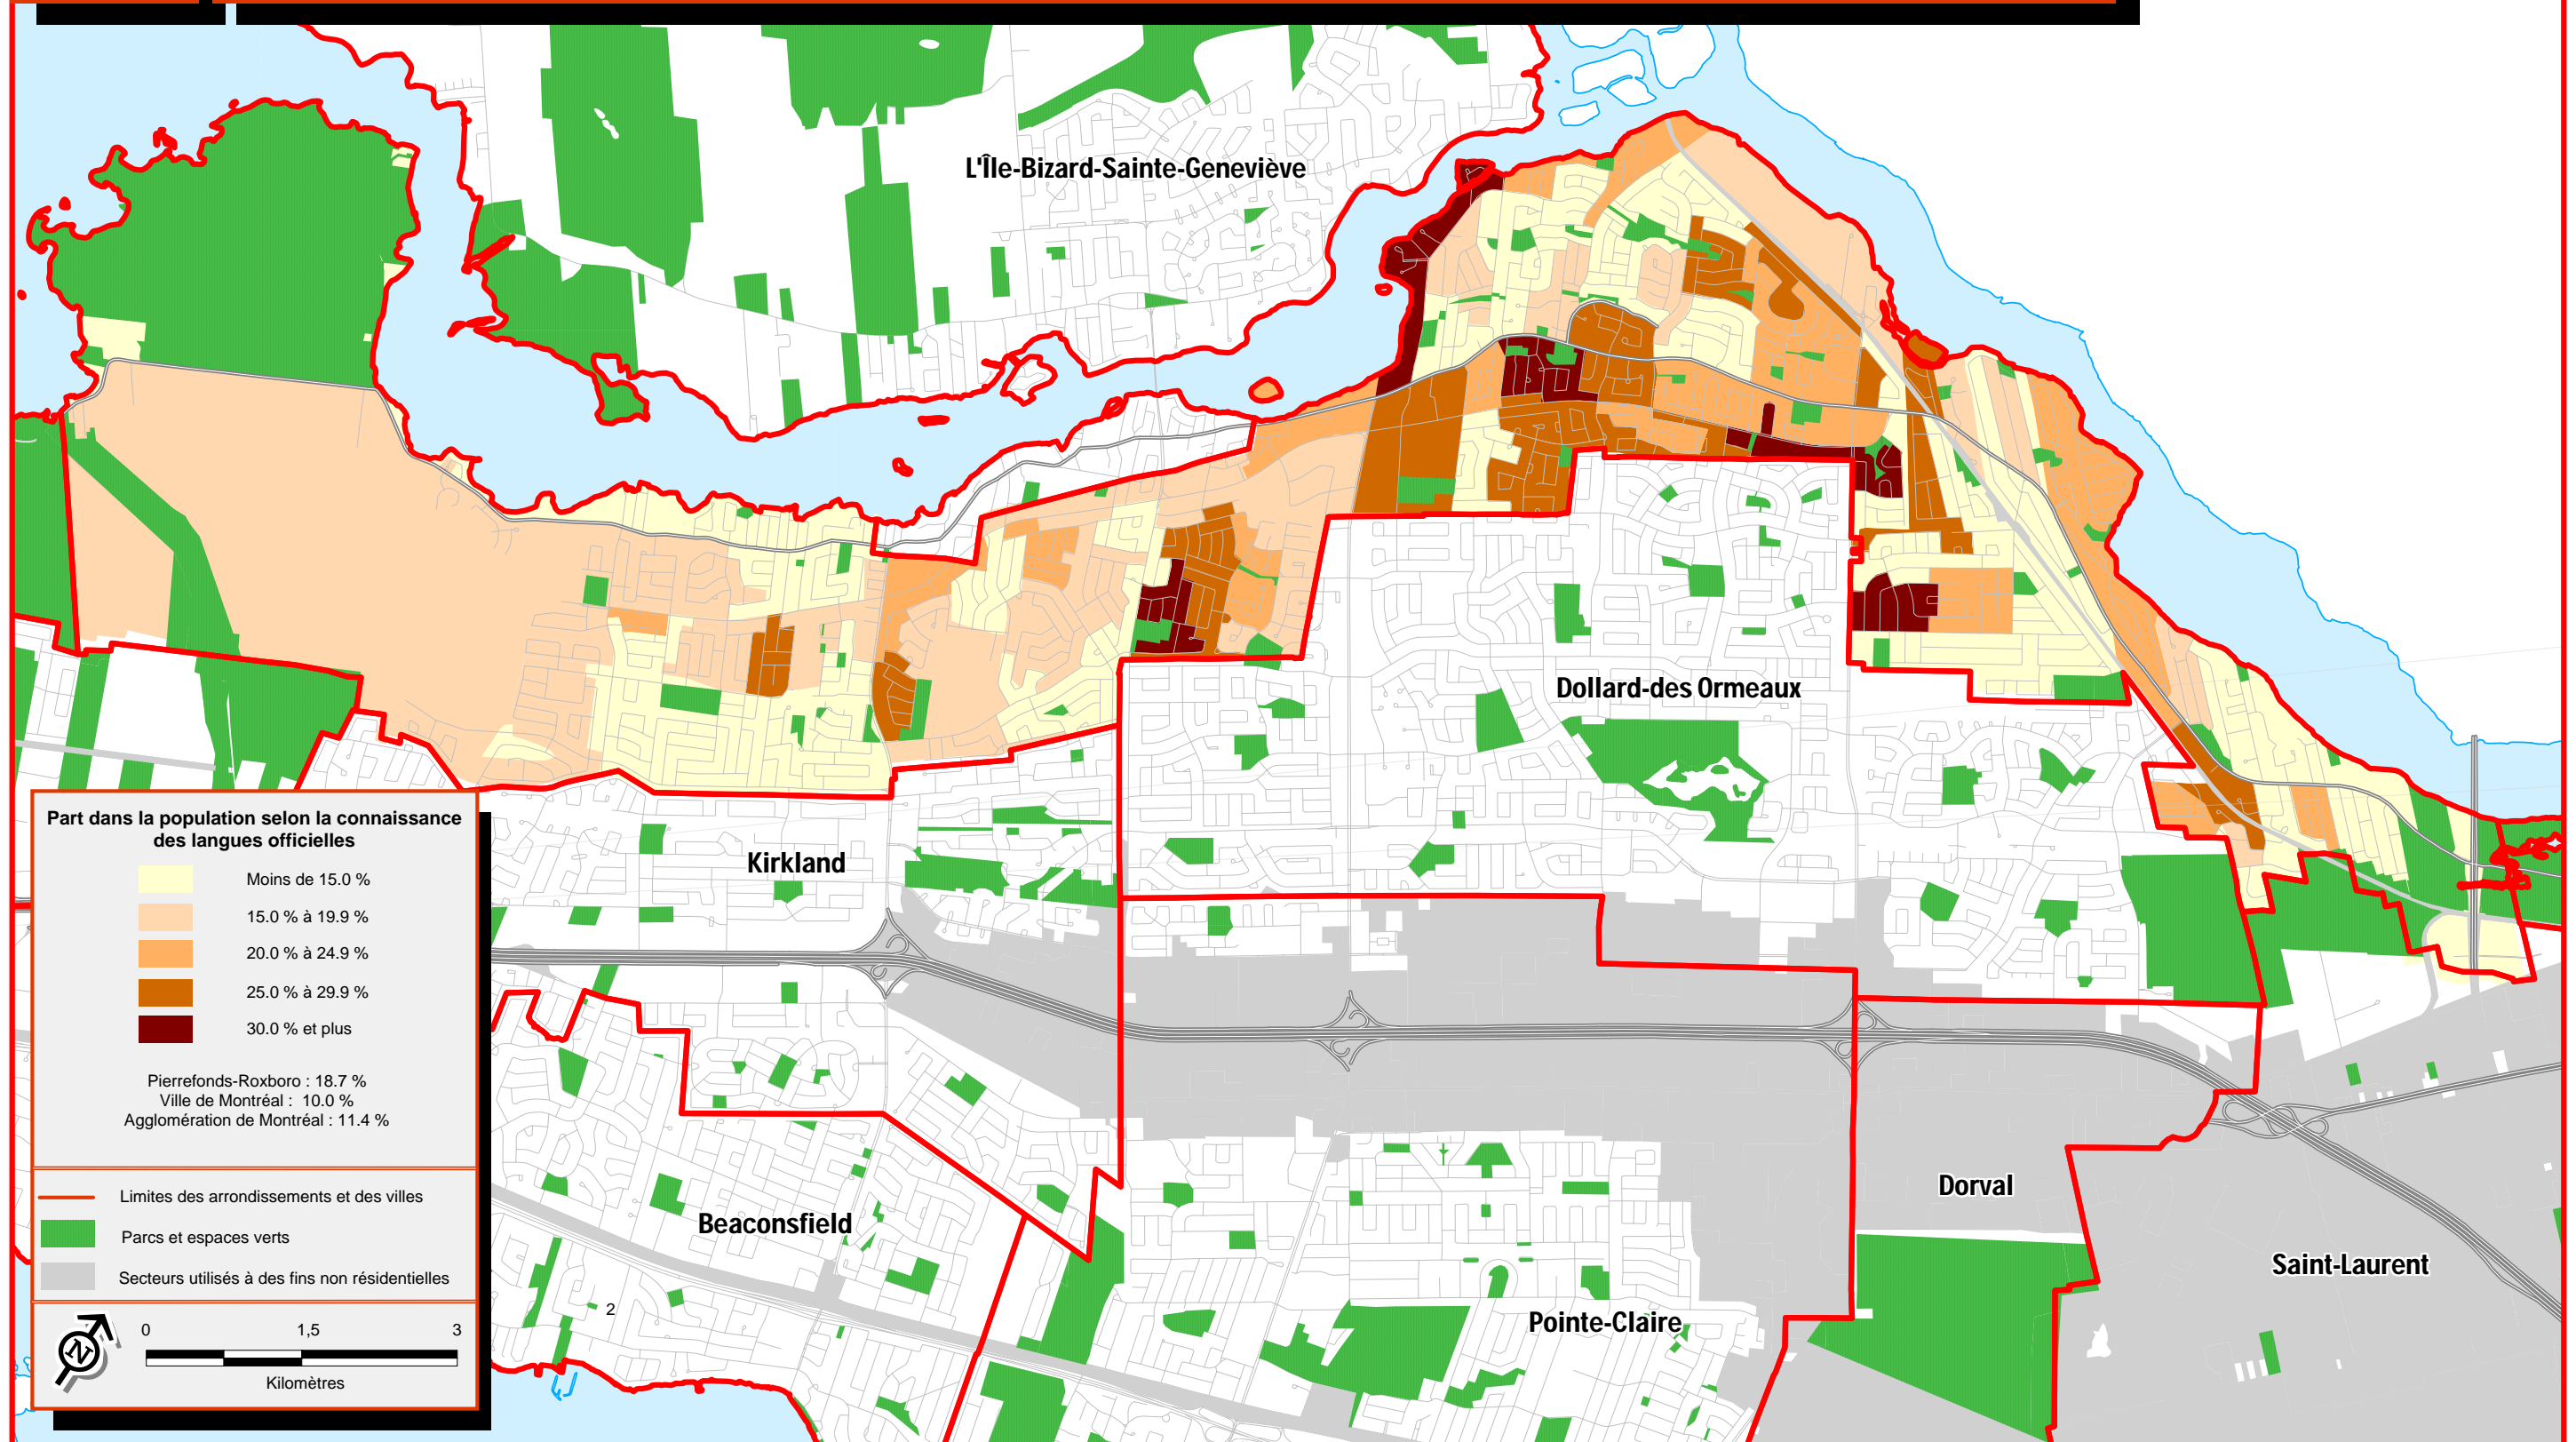 L'Île-Bizard-Sainte-Geneviève
Dollard-des Ormeaux
Kirkland
Beaconsfield
Pointe-Claire
Dorval
Saint-Laurent
Part dans la population selon la connaissance
des langues officielles
Moins de 15.0 %
15.0 % à 19.9 %
20.0 % à 24.9 %
25.0 % à 29.9 %
30.0 % et plus
Pierrefonds-Roxboro : 18.7 %
Ville de Montréal : 10.0 %
Agglomération de Montréal : 11.4 %
Limites des arrondissements et des villes
Parcs et espaces verts
Secteurs utilisés à des fins non résidentielles
N
0 1,5 3
Kilomètres
2